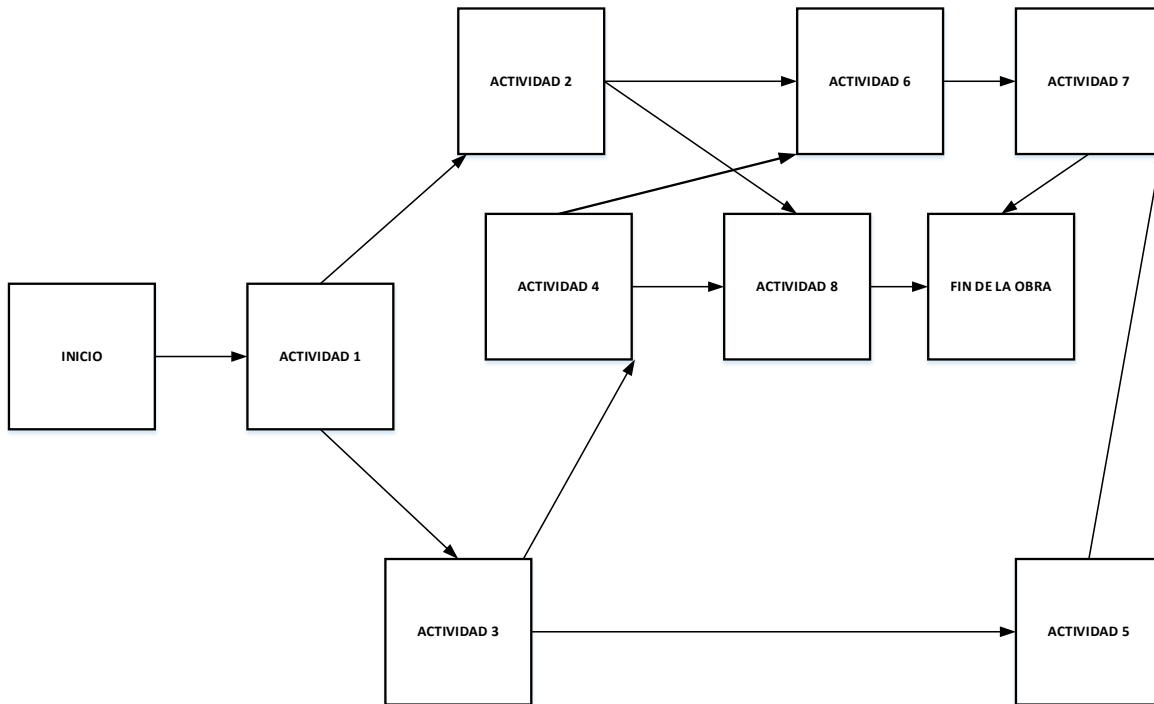 ACTIVIDAD 2
ACTIVIDAD 6
ACTIVIDAD 7
ACTIVIDAD 4
ACTIVIDAD 8
FIN DE LA OBRA
INICIO
ACTIVIDAD 1
ACTIVIDAD 3
ACTIVIDAD 5